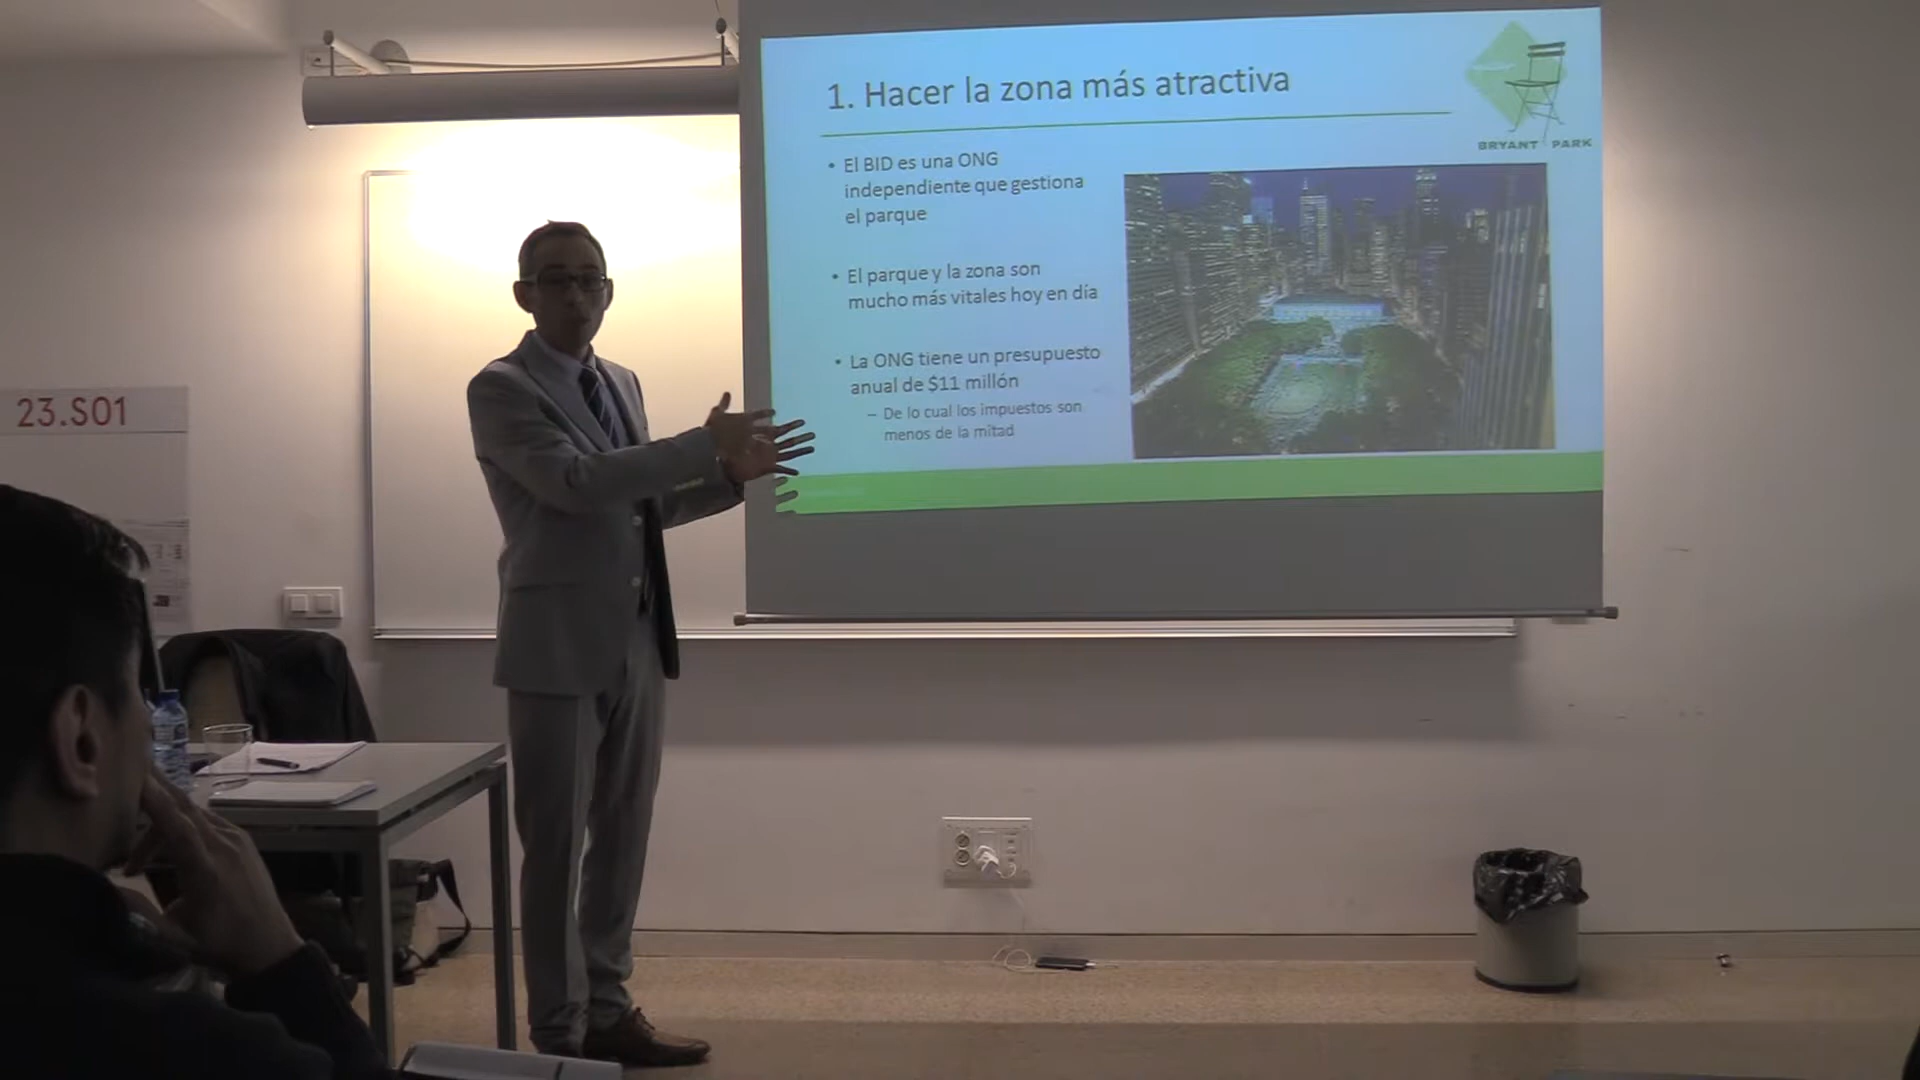 1. Hacer la zona más atractiva
BRYANT PARK
• El BID es una ONG
independiente que gestiona
el parque
• El parque y la zona son
mucho más vitales hoy en día
• La ONG tiene un presupuesto
anual de $11 millón
– De lo cual los impuestos son
menos de la mitad
23.S01